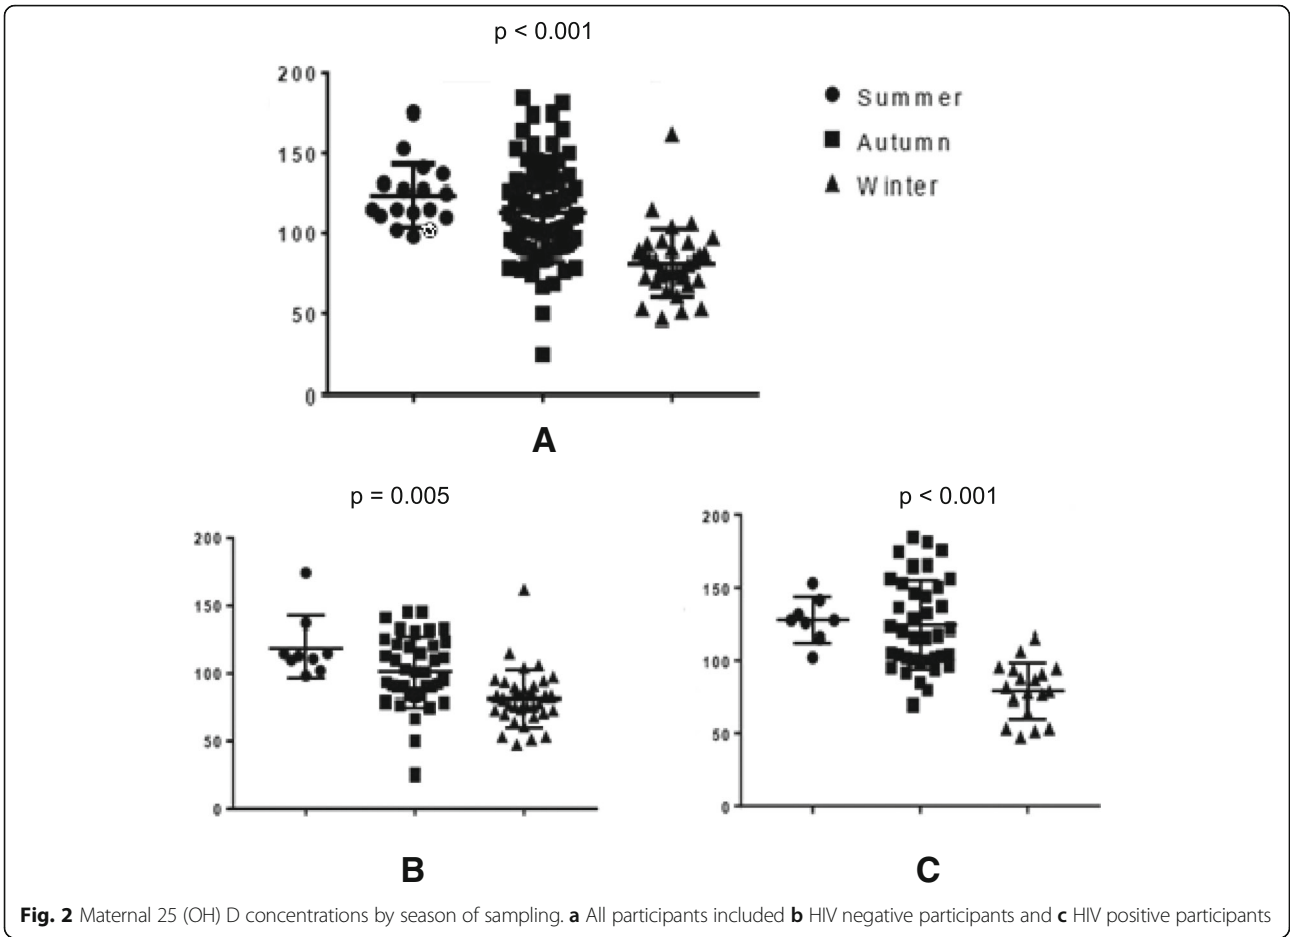 p < 0.001
200
150
100
50
0
Summer
Autumn
Winter
A
p = 0.005
200
150
100
50
0
B
p < 0.001
200
150
100
50
0
C
Fig. 2 Maternal 25 (OH) D concentrations by season of sampling. a All participants included b HIV negative participants and c HIV positive participants